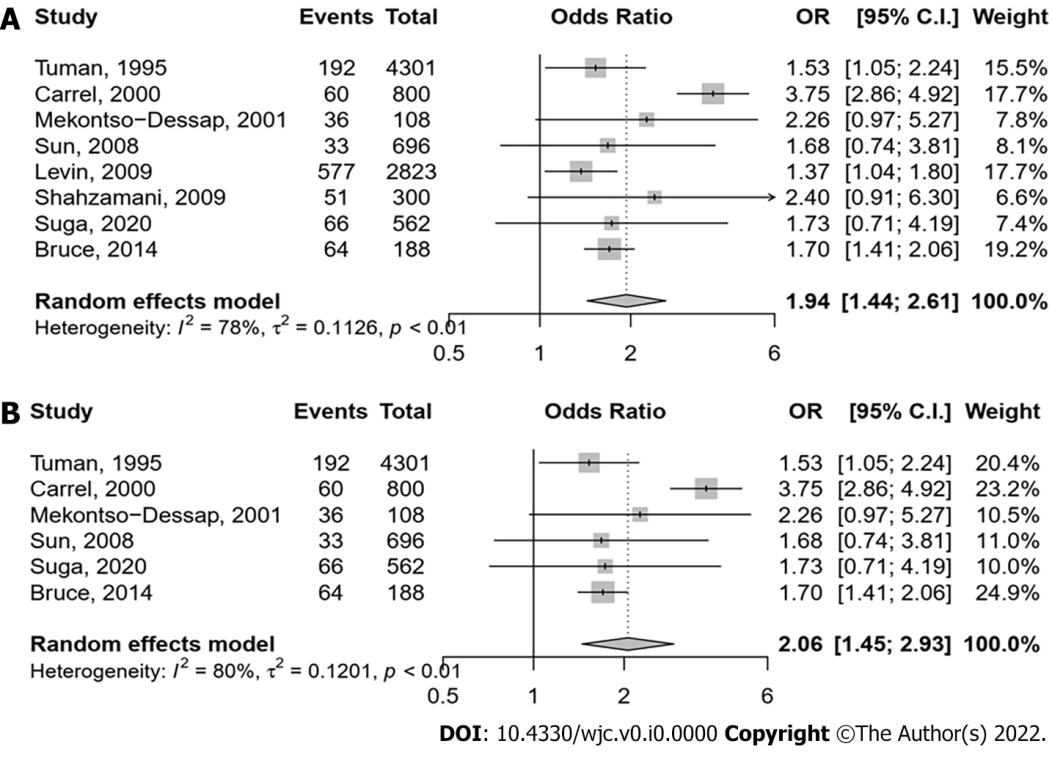 A Study Events Total Odds Ratio OR [95% C.I.] Weight
Tuman, 1995 192 4301 1.53 [1.05; 2.24] 15.5%
Carrel, 2000 60 800 3.75 [2.86; 4.92] 17.7%
Mekontso−Dessap, 2001 36 108 2.26 [0.97; 5.27] 7.8%
Sun, 2008 33 696 1.68 [0.74; 3.81] 8.1%
Levin, 2009 577 2823 1.37 [1.04; 1.80] 17.7%
Shahzamani, 2009 51 300 2.40 [0.91; 6.30] 6.6%
Suga, 2020 66 562 1.73 [0.71; 4.19] 7.4%
Bruce, 2014 64 188 1.70 [1.41; 2.06] 19.2%
Random effects model 1.94 [1.44; 2.61] 100.0%
Heterogeneity: I² = 78%, τ² = 0.1126, p < 0.01
0.5 1 2 6
B Study Events Total Odds Ratio OR [95% C.I.] Weight
Tuman, 1995 192 4301 1.53 [1.05; 2.24] 20.4%
Carrel, 2000 60 800 3.75 [2.86; 4.92] 23.2%
Mekontso−Dessap, 2001 36 108 2.26 [0.97; 5.27] 10.5%
Sun, 2008 33 696 1.68 [0.74; 3.81] 11.0%
Suga, 2020 66 562 1.73 [0.71; 4.19] 10.0%
Bruce, 2014 64 188 1.70 [1.41; 2.06] 24.9%
Random effects model 2.06 [1.45; 2.93] 100.0%
Heterogeneity: I² = 80%, τ² = 0.1201, p < 0.01
0.5 1 2 6
DOI: 10.4330/wjc.v0.i0.0000 Copyright ©The Author(s) 2022.